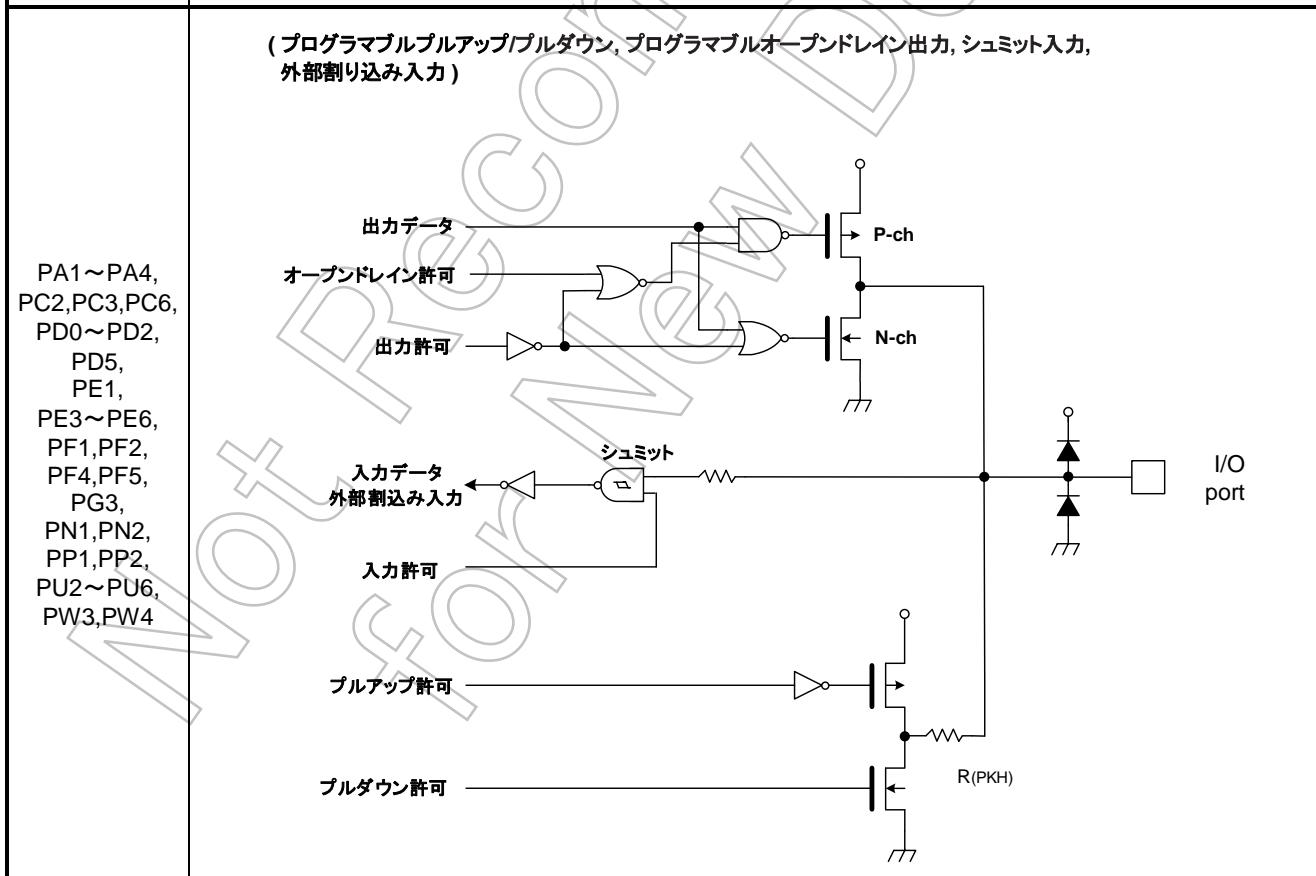 ( プログラマブルプルアップ/プルダウン, プログラマブルオープンドレイン出力, シュミット入力,
外部割り込み入力 )
PA1～PA4,
PC2,PC3,PC6,
PD0～PD2,
PD5,
PE1,
PE3～PE6,
PF1,PF2,
PF4,PF5,
PG3,
PN1,PN2,
PP1,PP2,
PU2～PU6,
PW3,PW4
出力データ
オープンドレイン許可
出力許可
P-ch
N-ch
シュミット
入力データ
外部割込み入力
入力許可
I/O
port
プルアップ許可
プルダウン許可
R(PKH)
Not Recom
for New D